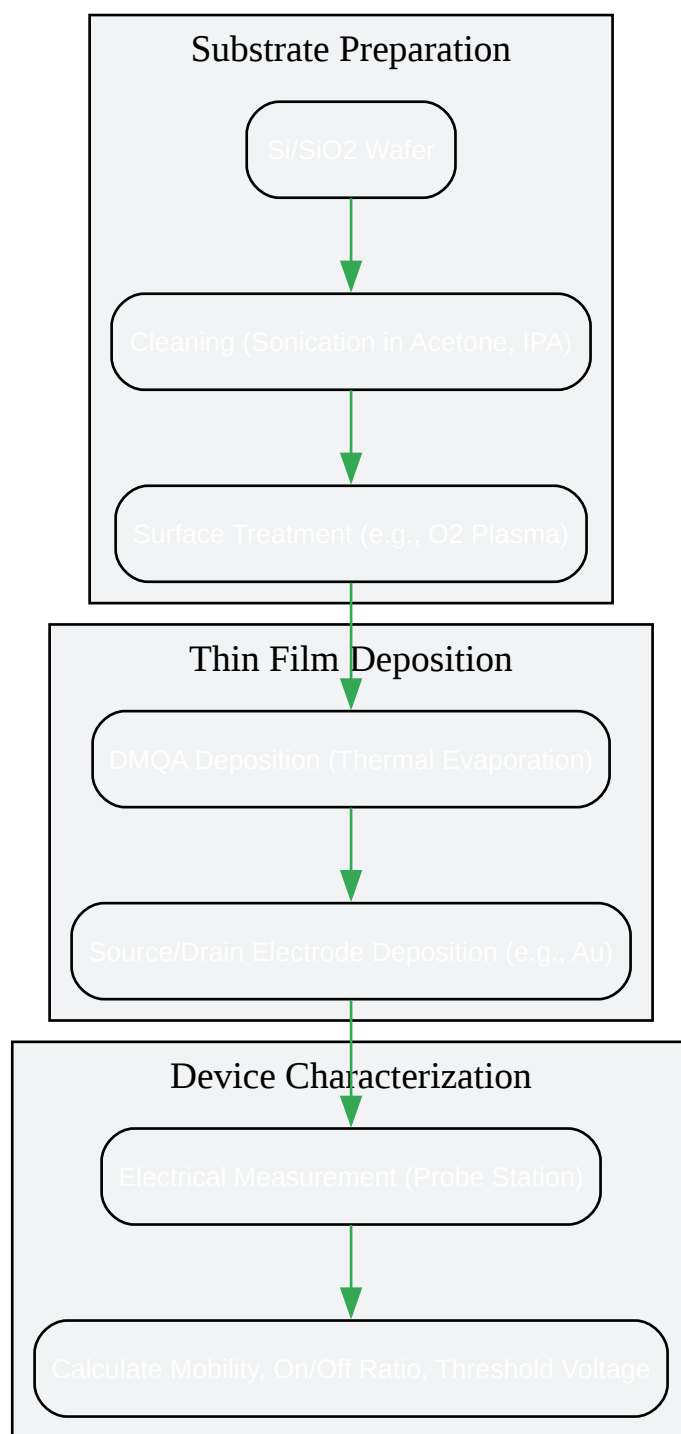 Substrate Preparation
Si/SiO2 Wafer
Cleaning (Sonication in Acetone, IPA)
Surface Treatment (e.g., O2 Plasma)
Thin Film Deposition
DMQA Deposition (Thermal Evaporation)
Source/Drain Electrode Deposition (e.g., Au)
Device Characterization
Electrical Measurement (Probe Station)
Calculate Mobility, On/Off Ratio, Threshold Voltage